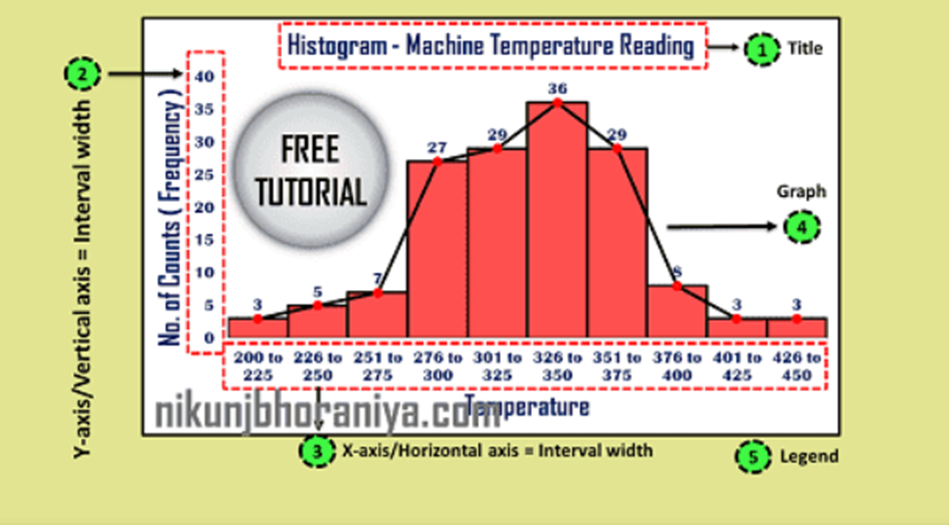 Histogram - Machine Temperature Reading
1 Title
2
Y-axis/Vertical axis = Interval width
No. of Counts ( Frequency )
40
35
30
25
20
15
10
5
0
FREE
TUTORIAL
3
5
7
27
29
36
29
8
3
3
Graph
4
200 to 226 to 251 to 276 to 301 to 326 to 351 to 376 to 401 to 426 to
225 250 275 300 325 350 375 400 425 450
nikunjbhoraniya.com
Temperature
3 X-axis/Horizontal axis = Interval width
5 Legend